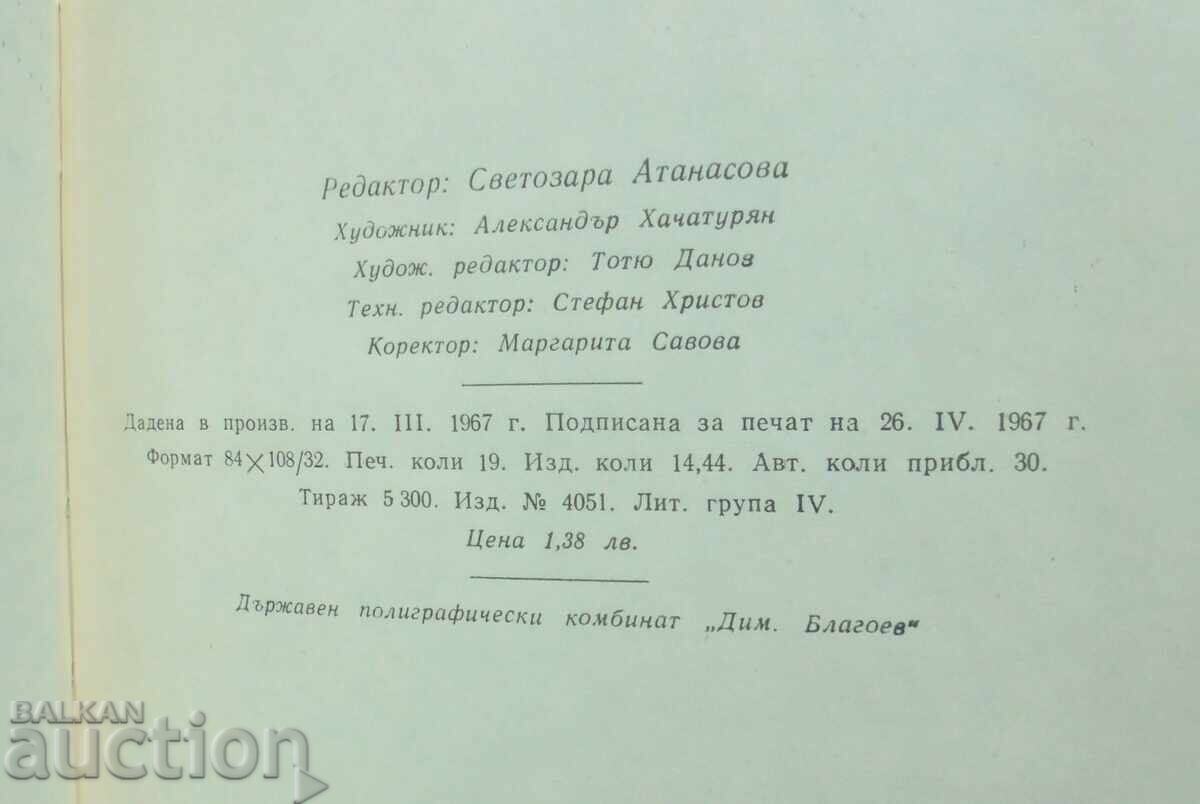 Редактор: Светозара Атанасова
Художник: Александър Хачатурян
Худож. редактор: Тотю Данов
Техн. редактор: Стефан Христов
Коректор: Маргарита Савова
Дадена в произв. на 17. III. 1967 г. Подписана за печат на 26. IV. 1967 г.
Формат 84×108/32. Печ. коли 19. Изд. коли 14,44. Авт. коли прибл. 30.
Тираж 5 300. Изд. № 4051. Лит. група IV.
Цена 1,38 лв.
Държавен полиграфически комбинат „Дим. Благоев“
BALKAN
auction